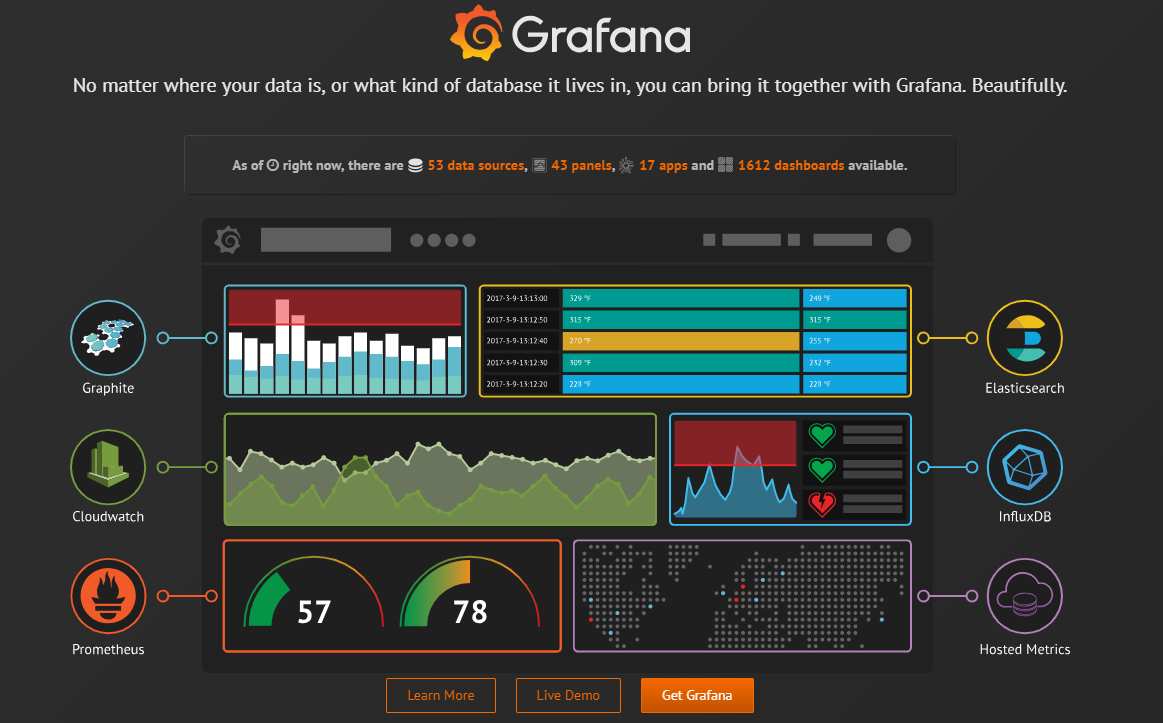 Grafana
No matter where your data is, or what kind of database it lives in, you can bring it together with Grafana. Beautifully.
As of right now, there are 53 data sources, 43 panels, 17 apps and 1612 dashboards available.
2017-3-9-13:13:00 329 °F 249 °F
2017-3-9-13:12:50 315 °F 315 °F
2017-3-9-13:12:40 270 °F 255 °F
2017-3-9-13:12:30 309 °F 232 °F
2017-3-9-13:12:20 228 °F 228 °F
Graphite
Elasticsearch
Cloudwatch
InfluxDB
57
78
Prometheus
Hosted Metrics
Learn More
Live Demo
Get Grafana